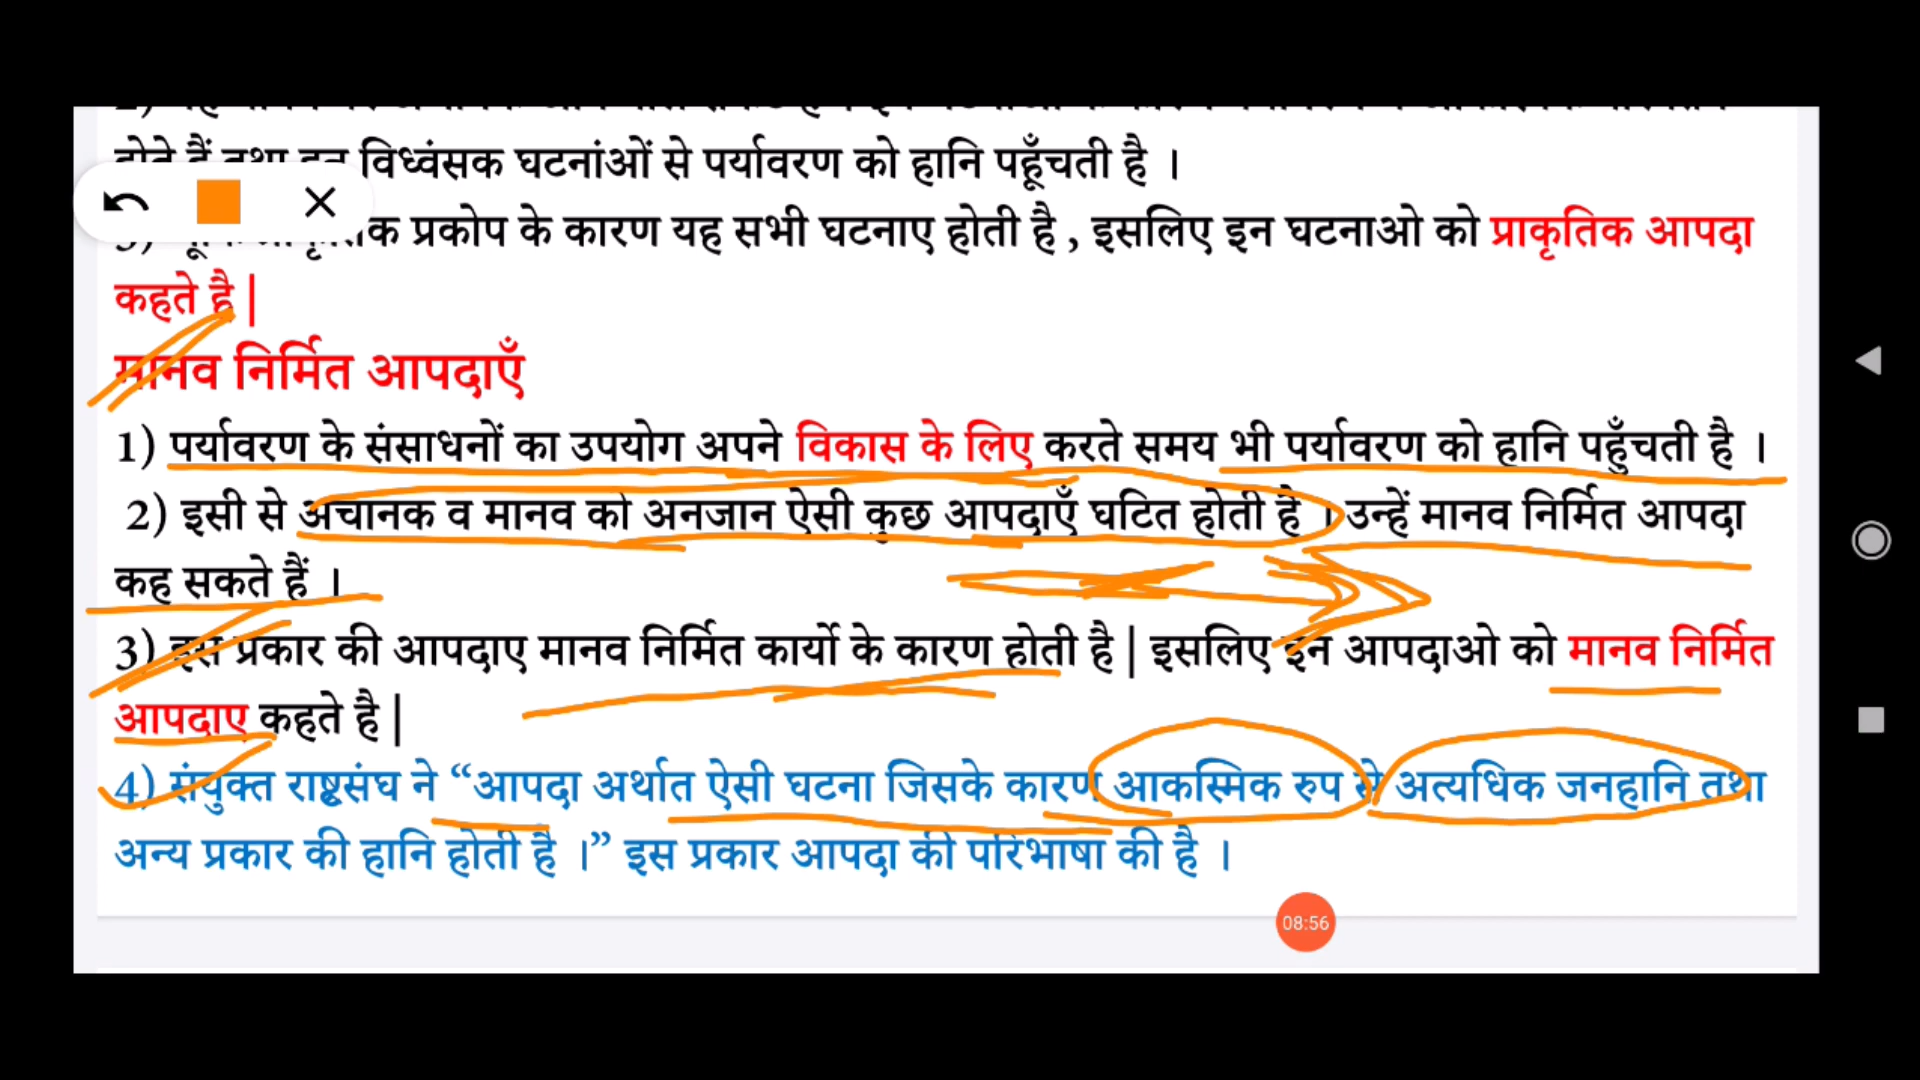 विध्वंसक घटनांओं से पर्यावरण को हानि पहूँचती है ।
प्रकोप के कारण यह सभी घटनाए होती है , इसलिए इन घटनाओ को प्राकृतिक आपदा
कहते है |
मानव निर्मित आपदाएँ
1) पर्यावरण के संसाधनों का उपयोग अपने विकास के लिए करते समय भी पर्यावरण को हानि पहुँचती है ।
2) इसी से अचानक व मानव को अनजान ऐसी कुछ आपदाएँ घटित होती है । उन्हें मानव निर्मित आपदा
कह सकते हैं ।
3) इस प्रकार की आपदाए मानव निर्मित कार्यो के कारण होती है | इसलिए इन आपदाओ को मानव निर्मित
आपदाए कहते है |
4) संयुक्त राष्ट्रसंघ ने “आपदा अर्थात ऐसी घटना जिसके कारण आकस्मिक रुप से अत्यधिक जनहानि तथा
अन्य प्रकार की हानि होती है ।” इस प्रकार आपदा की परिभाषा की है ।
08:56